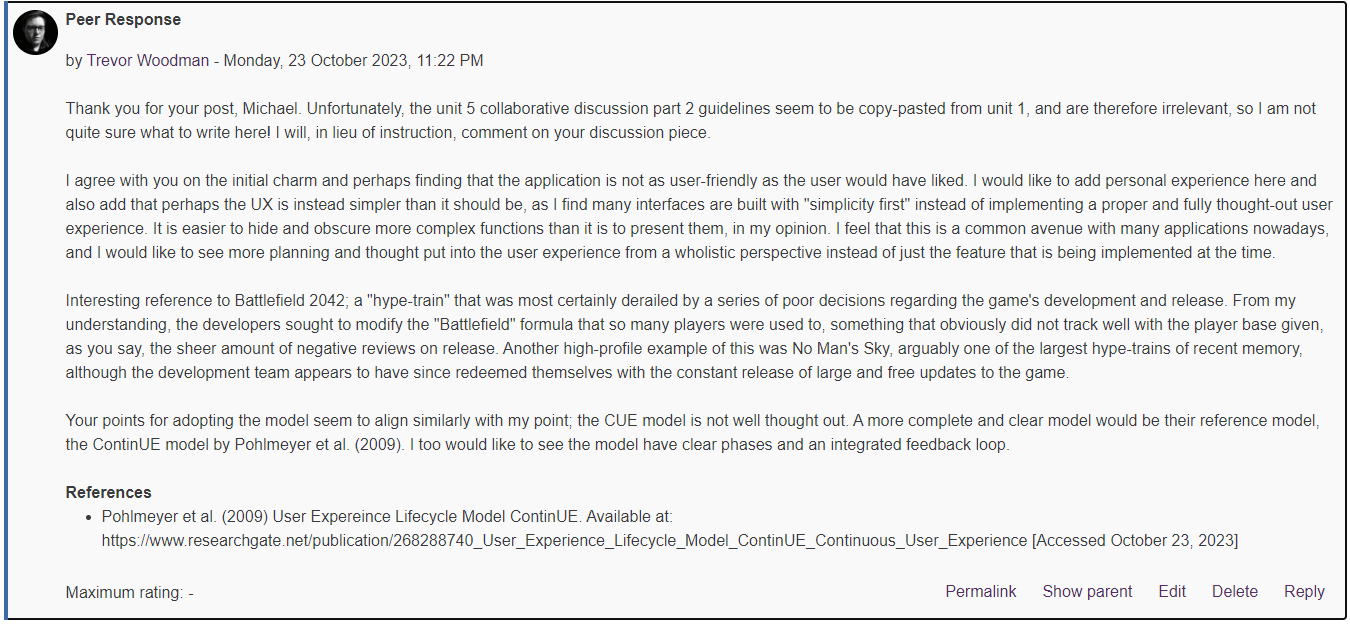 Peer Response
by Trevor Woodman - Monday, 23 October 2023, 11:22 PM
Thank you for your post, Michael. Unfortunately, the unit 5 collaborative discussion part 2 guidelines seem to be copy-pasted from unit 1, and are therefore irrelevant, so I am not
quite sure what to write here! I will, in lieu of instruction, comment on your discussion piece.
I agree with you on the initial charm and perhaps finding that the application is not as user-friendly as the user would have liked. I would like to add personal experience here and
also add that perhaps the UX is instead simpler than it should be, as I find many interfaces are built with "simplicity first" instead of implementing a proper and fully thought-out user
experience. It is easier to hide and obscure more complex functions than it is to present them, in my opinion. I feel that this is a common avenue with many applications nowadays,
and I would like to see more planning and thought put into the user experience from a wholistic perspective instead of just the feature that is being implemented at the time.
Interesting reference to Battlefield 2042; a "hype-train" that was most certainly derailed by a series of poor decisions regarding the game's development and release. From my
understanding, the developers sought to modify the "Battlefield" formula that so many players were used to, something that obviously did not track well with the player base given,
as you say, the sheer amount of negative reviews on release. Another high-profile example of this was No Man's Sky, arguably one of the largest hype-trains of recent memory,
although the development team appears to have since redeemed themselves with the constant release of large and free updates to the game.
Your points for adopting the model seem to align similarly with my point; the CUE model is not well thought out. A more complete and clear model would be their reference model,
the ContinUE model by Pohlmeyer et al. (2009). I too would like to see the model have clear phases and an integrated feedback loop.
References
• Pohlmeyer et al. (2009) User Expereince Lifecycle Model ContinUE. Available at:
https://www.researchgate.net/publication/268288740_User_Experience_Lifecycle_Model_ContinUE_Continuous_User_Experience [Accessed October 23, 2023]
Maximum rating: -
Permalink Show parent Edit Delete Reply